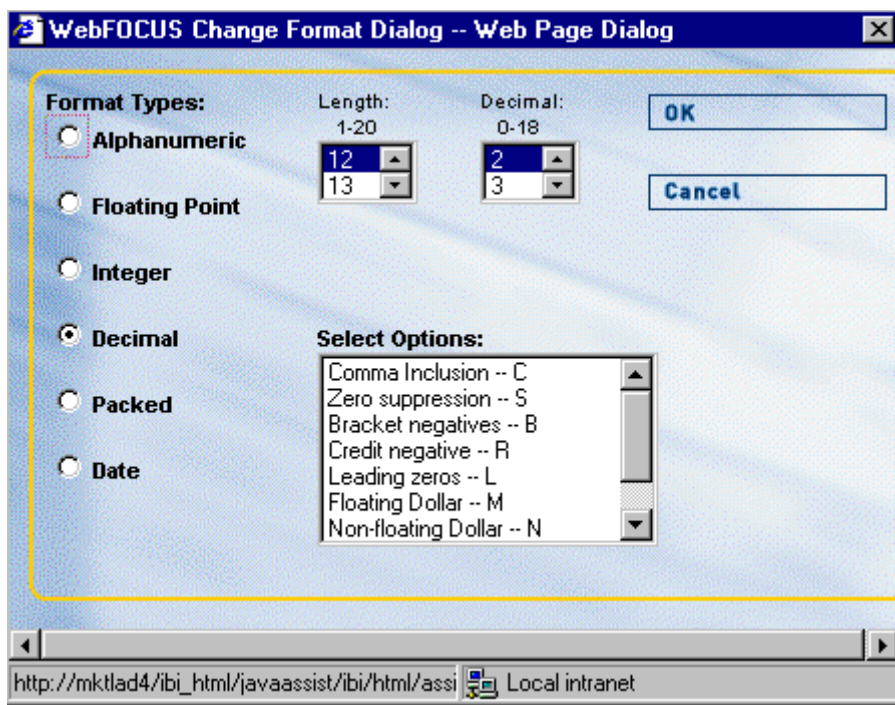 WebFOCUS Change Format Dialog -- Web Page Dialog
Format Types:
Alphanumeric
Floating Point
Integer
Decimal
Packed
Date
Length:
1-20
12
13
Decimal:
0-18
2
3
OK
Cancel
Select Options:
Comma Inclusion -- C
Zero suppression -- S
Bracket negatives -- B
Credit negative -- R
Leading zeros -- L
Floating Dollar -- M
Non-floating Dollar -- N
http://mktlad4/ibi_html/javaassist/ibi/html/assi
Local intranet